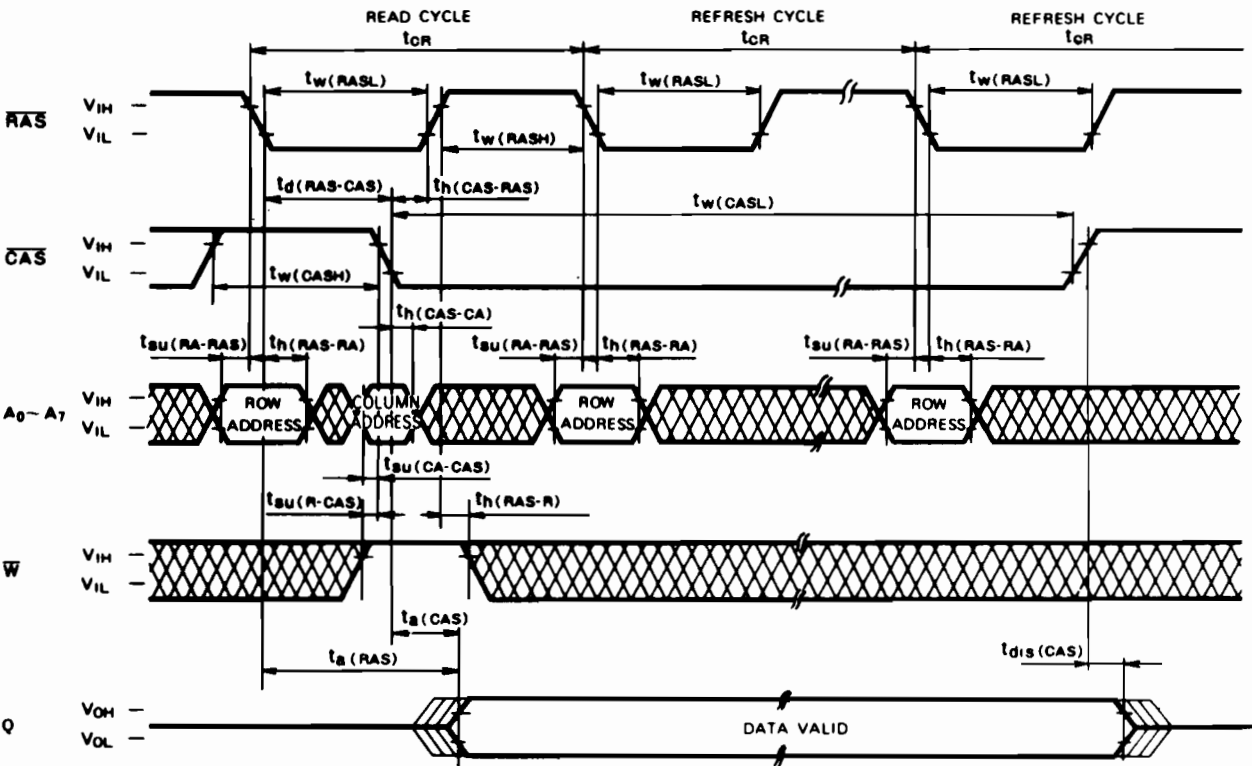 READ CYCLE REFRESH CYCLE REFRESH CYCLE
tCR tCR tCR
tw(RASL) tw(RASL) tw(RASL)
RAS VIH
VIL
tw(RASH)
td(RAS-CAS) th(CAS-RAS)
tw(CASL)
CAS VIH
VIL
tw(CASH)
th(CAS-CA)
tsu(RA-RAS) th(RAS-RA) tsu(RA-RAS) th(RAS-RA) tsu(RA-RAS) th(RAS-RA)
A0~A7 VIH
VIL
ROW COLUMN ROW ROW
ADDRESS ADDRESS ADDRESS ADDRESS
tsu(CA-CAS)
tsu(R-CAS) th(RAS-R)
W VIH
VIL
ta(CAS)
ta(RAS) tdis(CAS)
Q VOH
VOL
DATA VALID